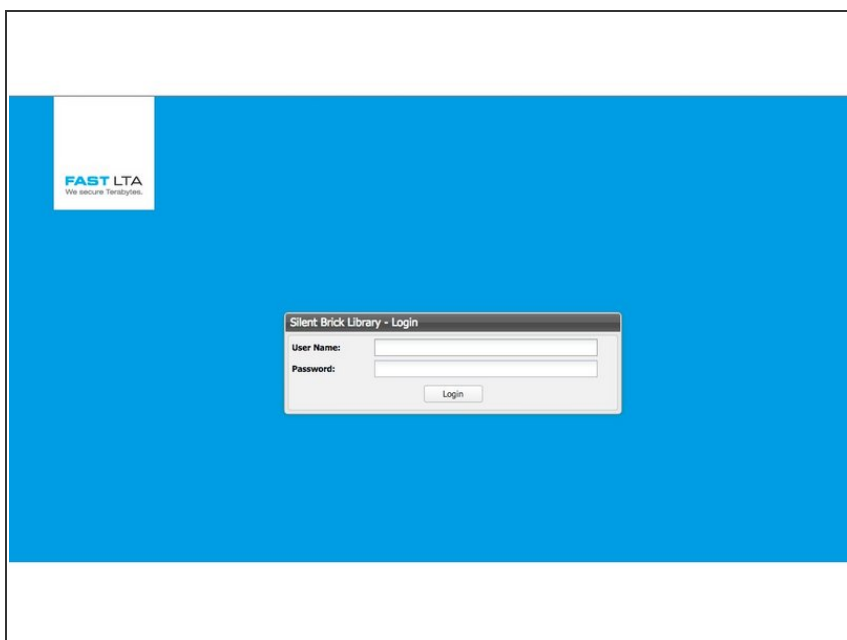 FAST LTA
We secure Terabytes.
Silent Brick Library - Login
User Name:
Password:
Login